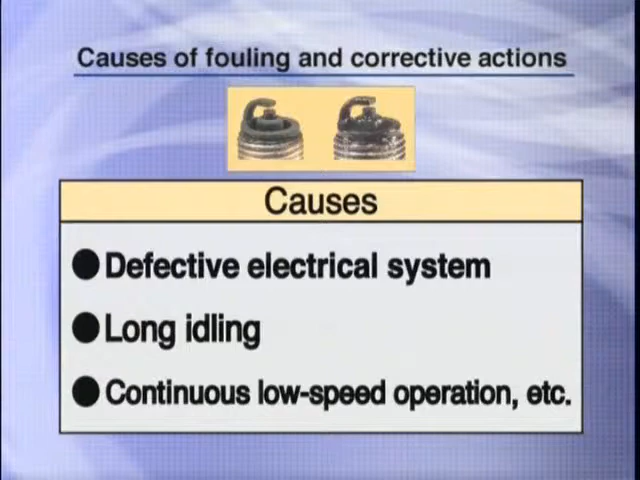 Causes of fouling and corrective actions
Causes
●Defective electrical system
●Long idling
●Continuous low-speed operation, etc.